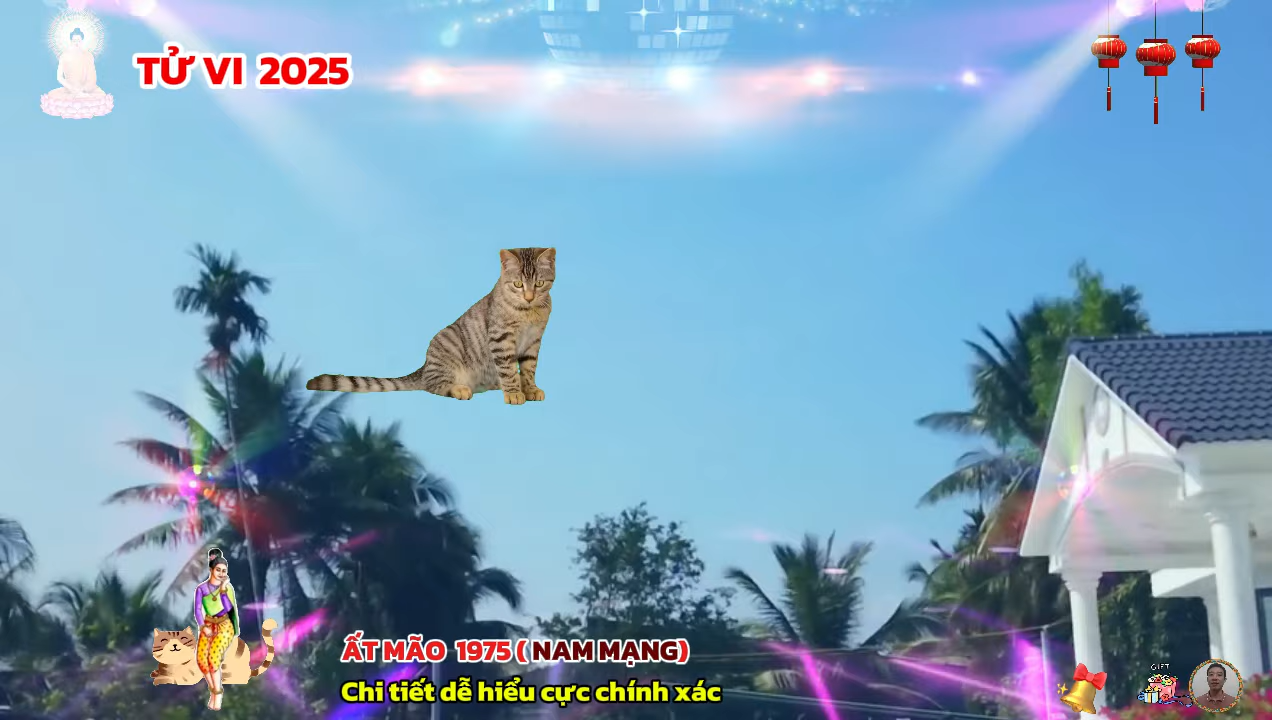 TỬ VI 2025
ẤT MÃO 1975 ( NAM MẠNG)
Chi tiết dễ hiểu cực chính xác
GIFT